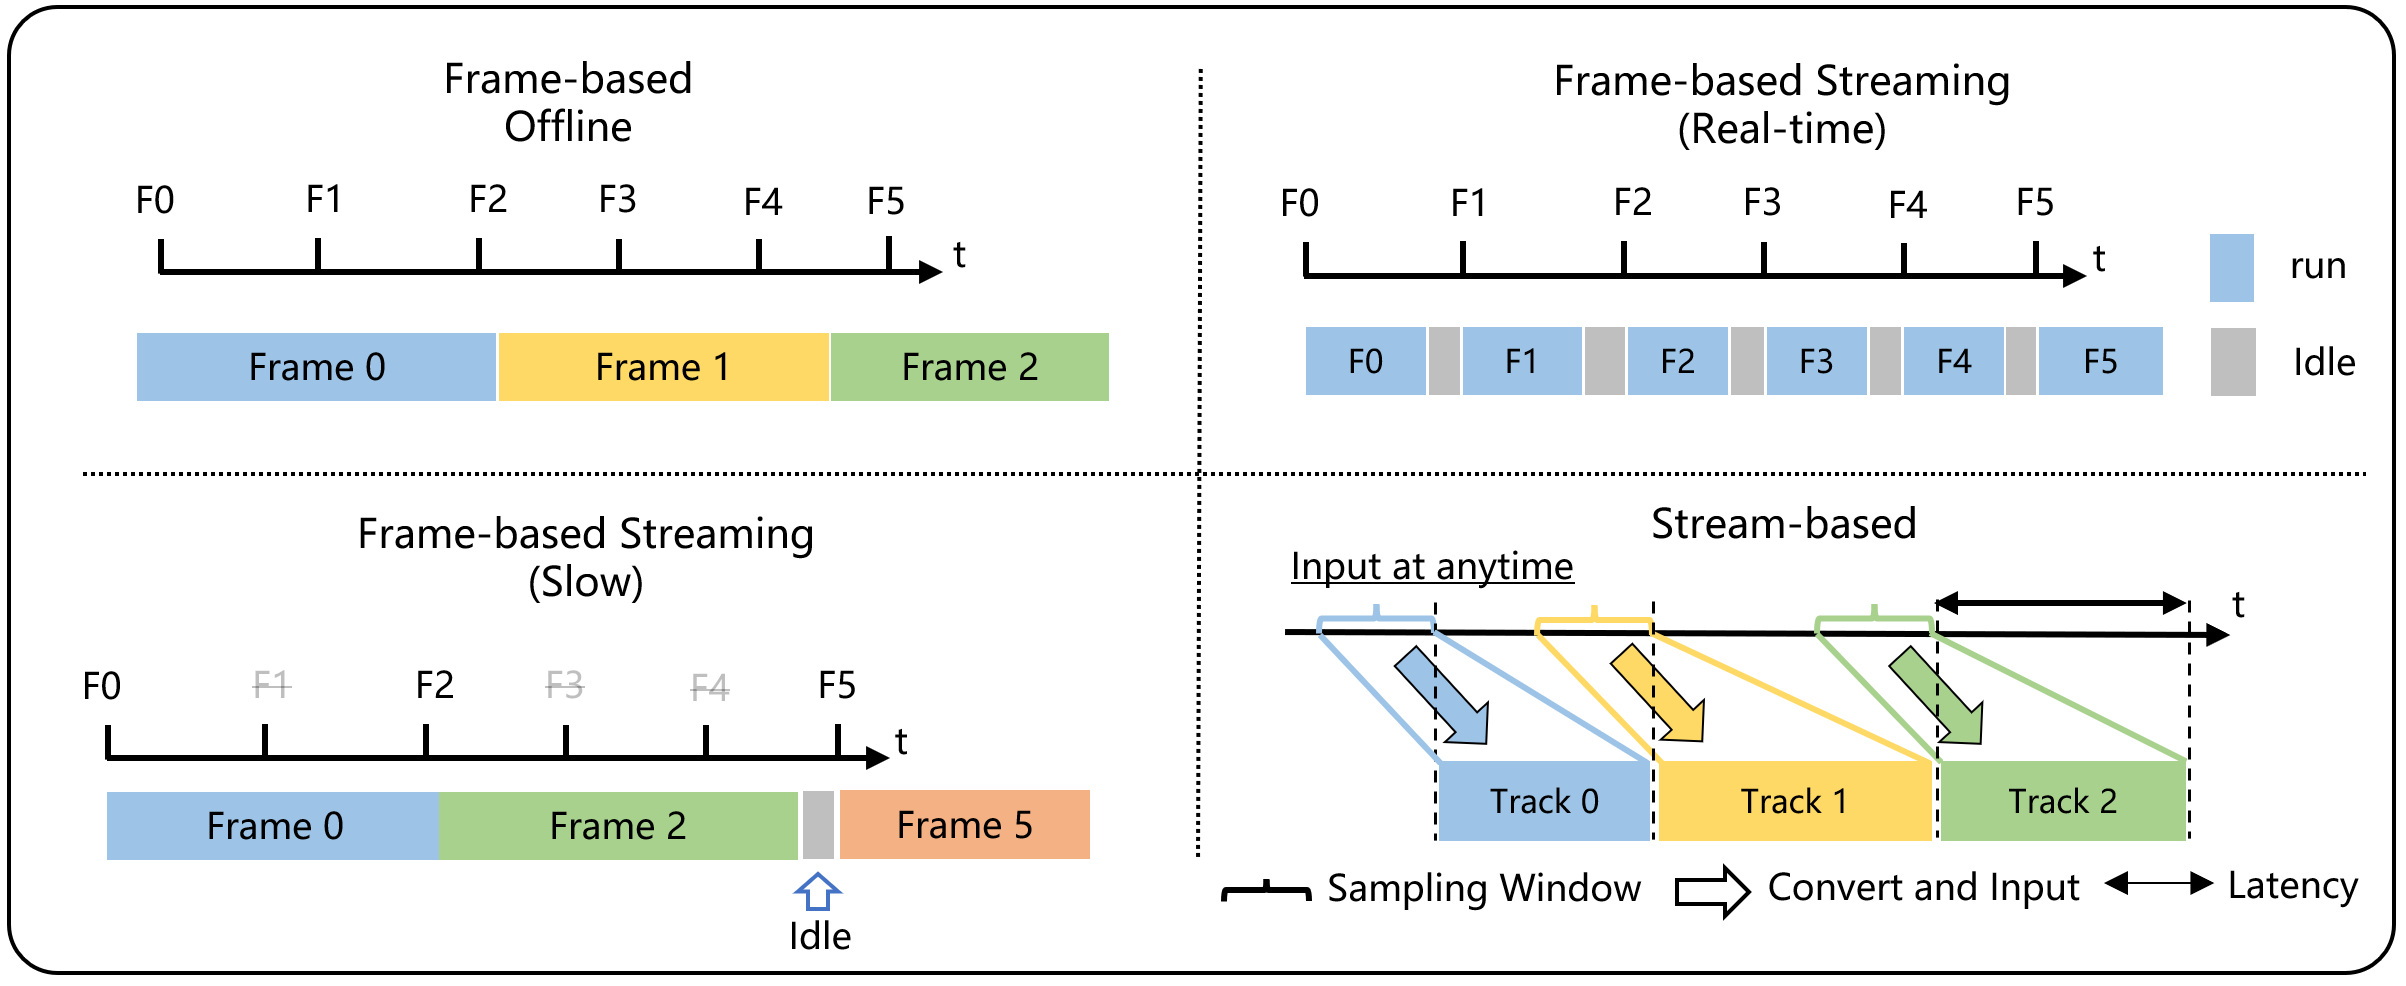 Frame-based
Offline
F0 F1 F2 F3 F4 F5
t
Frame 0 Frame 1 Frame 2
Frame-based Streaming
(Real-time)
F0 F1 F2 F3 F4 F5
t
run
F0 F1 F2 F3 F4 F5
Idle
Frame-based Streaming
(Slow)
F0 F1 F2 F3 F4 F5
t
Frame 0 Frame 2 Frame 5
Idle
Stream-based
Input at anytime
t
Track 0 Track 1 Track 2
Sampling Window Convert and Input Latency